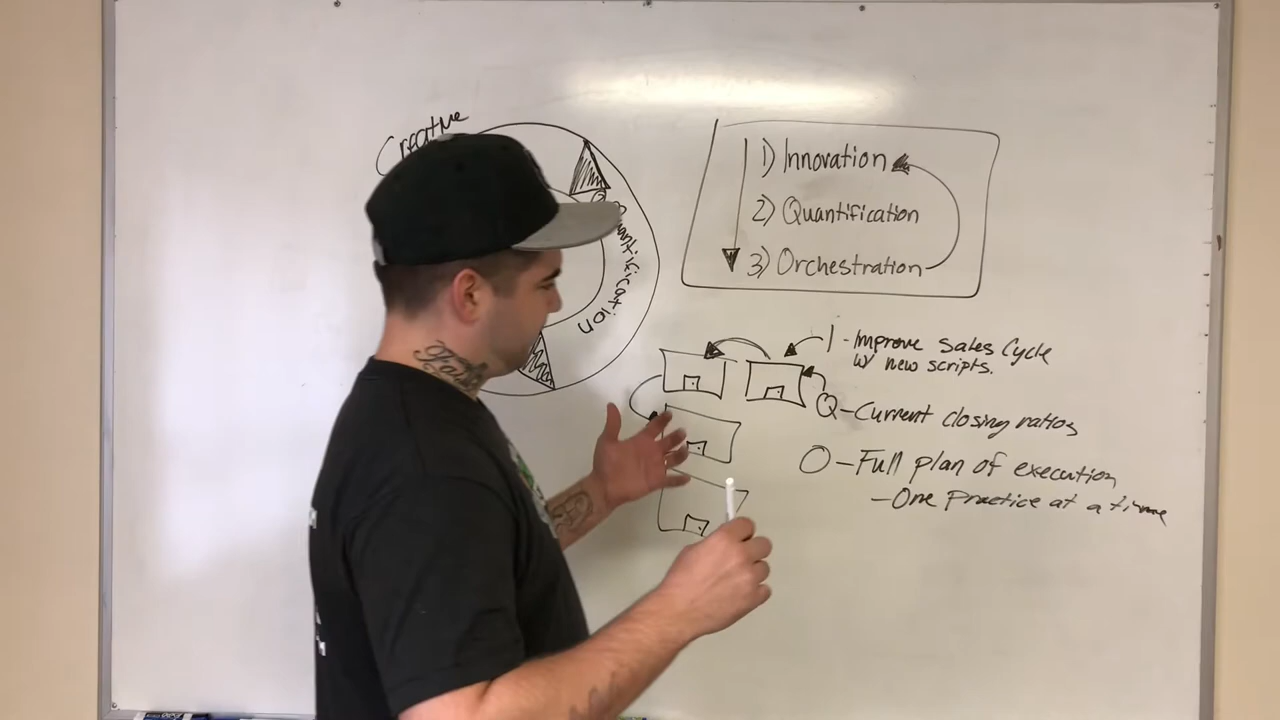 Creative
Quantification
1) Innovation
2) Quantification
3) Orchestration
I - Improve Sales Cycle
w/ new scripts.
Q - Current closing ratios
O - Full plan of execution
- One Practice at a time